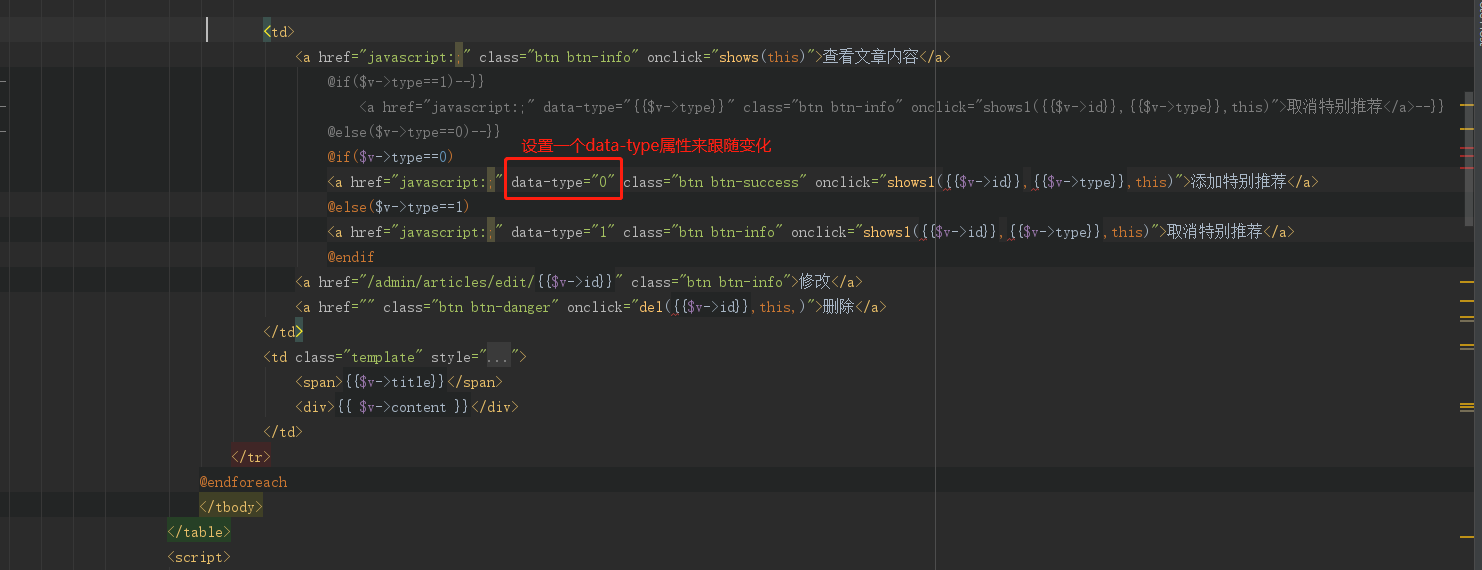 <td>
<a href="javascript:;" class="btn btn-info" onclick="shows(this)">查看文章内容</a>
@if($v->type==1)--}}
<a href="javascript:;" data-type="{{$v->type}}" class="btn btn-info" onclick="shows1({{$v->id}},{{$v->type}},this)">取消特别推荐</a>--}}
@else($v->type==0)--}}
设置一个data-type属性来跟随变化
@if($v->type==0)
<a href="javascript:;" data-type="0" class="btn btn-success" onclick="shows1({{$v->id}},{{$v->type}},this)">添加特别推荐</a>
@else($v->type==1)
<a href="javascript:;" data-type="1" class="btn btn-info" onclick="shows1({{$v->id}},{{$v->type}},this)">取消特别推荐</a>
@endif
<a href="/admin/articles/edit/{{$v->id}}" class="btn btn-info">修改</a>
<a href="" class="btn btn-danger" onclick="del({{$v->id}},this,)">删除</a>
</td>
<td class="template" style="...">
<span>{{$v->title}}</span>
<div>{{ $v->content }}</div>
</td>
</tr>
@endforeach
</tbody>
</table>
<script>